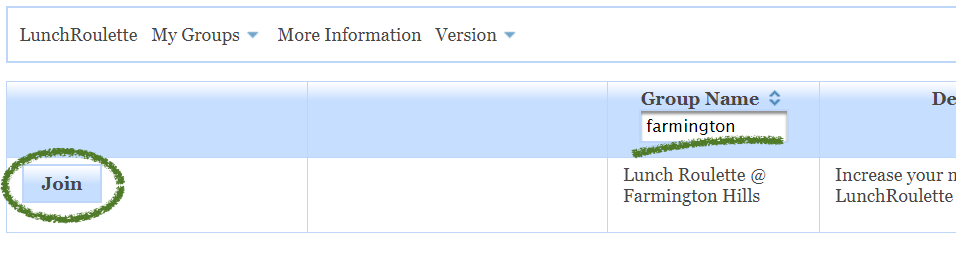 LunchRoulette My Groups More Information Version
Group Name De
farmington
Join
Lunch Roulette @ Increase your n
Farmington Hills LunchRoulette